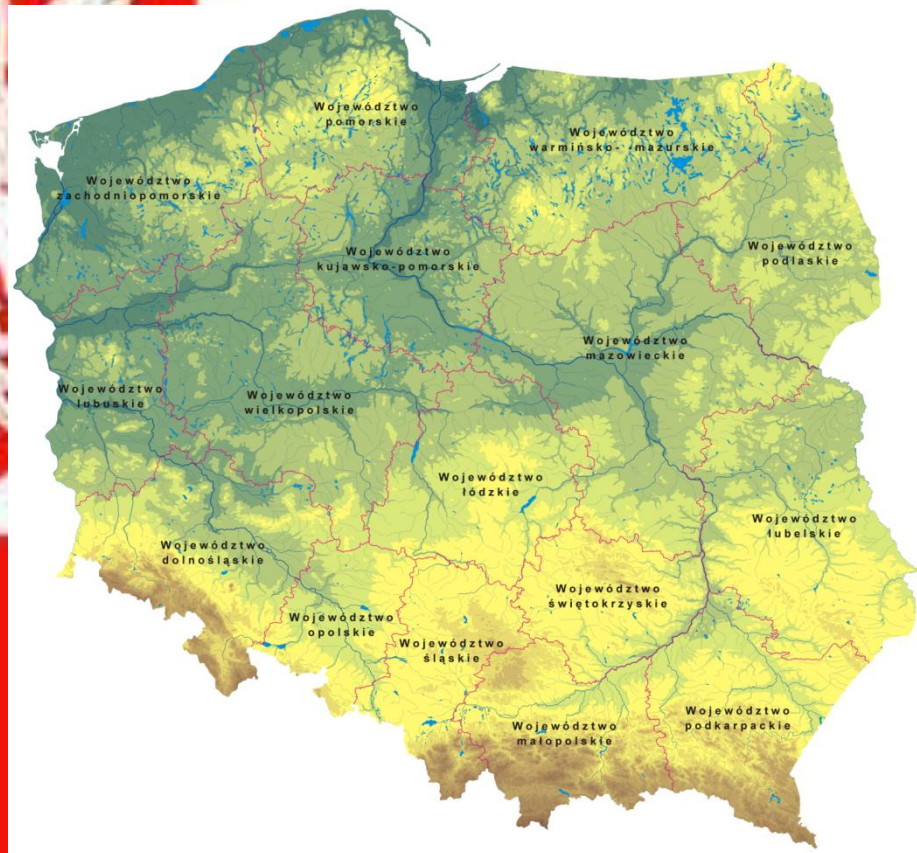 Województwo
pomorskie
Województwo
warmińsko- -mazurskie
Województwo
zachodniopomorskie
Województwo
kujawsko-pomorskie
Województwo
podlaskie
Województwo
mazowieckie
Województwo
lubuskie
Województwo
wielkopolskie
Województwo
łódzkie
Województwo
lubelskie
Województwo
dolnośląskie
Województwo
świętokrzyskie
Województwo
opolskie
Województwo
śląskie
Województwo
podkarpackie
Województwo
małopolskie